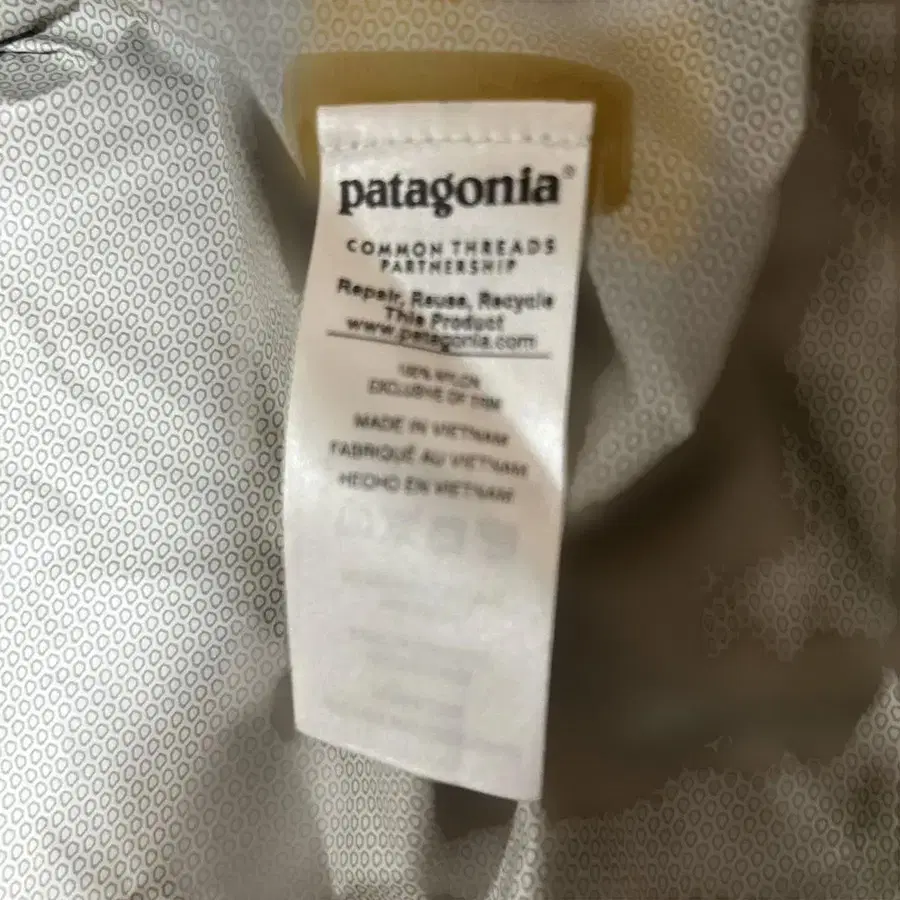 patagonia®
COMMON THREADS
PARTNERSHIP
Repair, Reuse, Recycle
This Product
www.patagonia.com
100% NYLON
EXCLUSIVE OF TRIM
MADE IN VIETNAM
FABRIQUÉ AU VIETNAM
HECHO EN VIETNAM